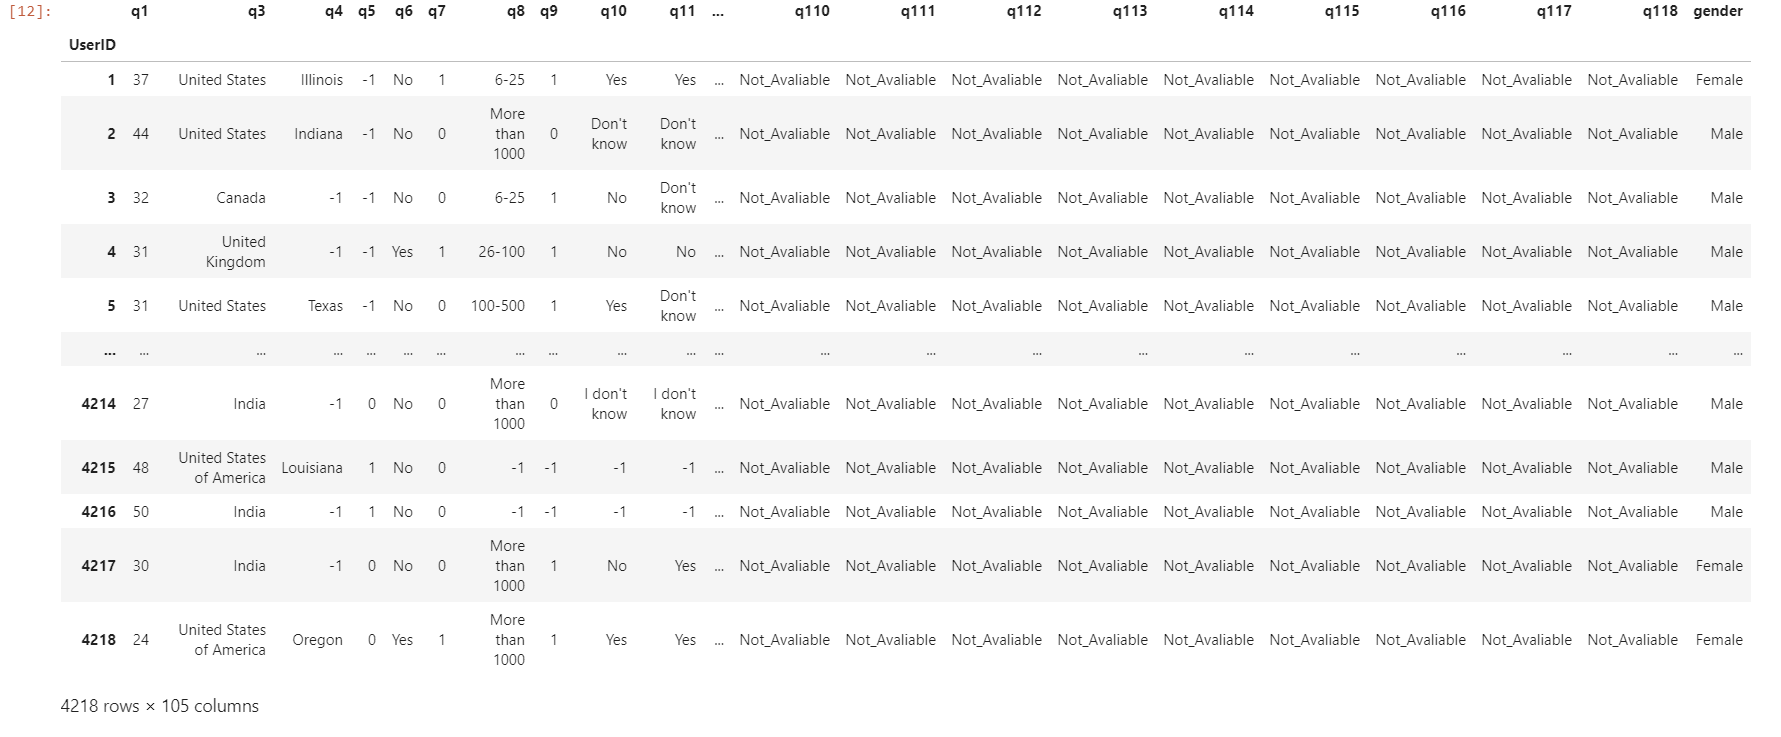 [12]: q1 q3 q4 q5 q6 q7 q8 q9 q10 q11 ... q110 q111 q112 q113 q114 q115 q116 q117 q118 gender
UserID
1 37 United States Illinois -1 No 1 6-25 1 Yes Yes ... Not_Avaliable Not_Avaliable Not_Avaliable Not_Avaliable Not_Avaliable Not_Avaliable Not_Avaliable Not_Avaliable Not_Avaliable Female
2 44 United States Indiana -1 No 0 More than 1000 0 Don't know Don't know ... Not_Avaliable Not_Avaliable Not_Avaliable Not_Avaliable Not_Avaliable Not_Avaliable Not_Avaliable Not_Avaliable Not_Avaliable Male
3 32 Canada -1 -1 No 0 6-25 1 No Don't know ... Not_Avaliable Not_Avaliable Not_Avaliable Not_Avaliable Not_Avaliable Not_Avaliable Not_Avaliable Not_Avaliable Not_Avaliable Male
4 31 United Kingdom -1 -1 Yes 1 26-100 1 No No ... Not_Avaliable Not_Avaliable Not_Avaliable Not_Avaliable Not_Avaliable Not_Avaliable Not_Avaliable Not_Avaliable Not_Avaliable Male
5 31 United States Texas -1 No 0 100-500 1 Yes Don't know ... Not_Avaliable Not_Avaliable Not_Avaliable Not_Avaliable Not_Avaliable Not_Avaliable Not_Avaliable Not_Avaliable Not_Avaliable Male
... ... ... ... ... ... ... ... ... ... ... ... ... ... ... ... ... ... ... ... ... ...
4214 27 India -1 0 No 0 More than 1000 0 I don't know I don't know ... Not_Avaliable Not_Avaliable Not_Avaliable Not_Avaliable Not_Avaliable Not_Avaliable Not_Avaliable Not_Avaliable Not_Avaliable Male
4215 48 United States of America Louisiana 1 No 0 -1 -1 -1 -1 ... Not_Avaliable Not_Avaliable Not_Avaliable Not_Avaliable Not_Avaliable Not_Avaliable Not_Avaliable Not_Avaliable Not_Avaliable Male
4216 50 India -1 1 No 0 -1 -1 -1 -1 ... Not_Avaliable Not_Avaliable Not_Avaliable Not_Avaliable Not_Avaliable Not_Avaliable Not_Avaliable Not_Avaliable Not_Avaliable Male
4217 30 India -1 0 No 0 More than 1000 1 No Yes ... Not_Avaliable Not_Avaliable Not_Avaliable Not_Avaliable Not_Avaliable Not_Avaliable Not_Avaliable Not_Avaliable Not_Avaliable Female
4218 24 United States of America Oregon 0 Yes 1 More than 1000 1 Yes Yes ... Not_Avaliable Not_Avaliable Not_Avaliable Not_Avaliable Not_Avaliable Not_Avaliable Not_Avaliable Not_Avaliable Not_Avaliable Female
4218 rows × 105 columns